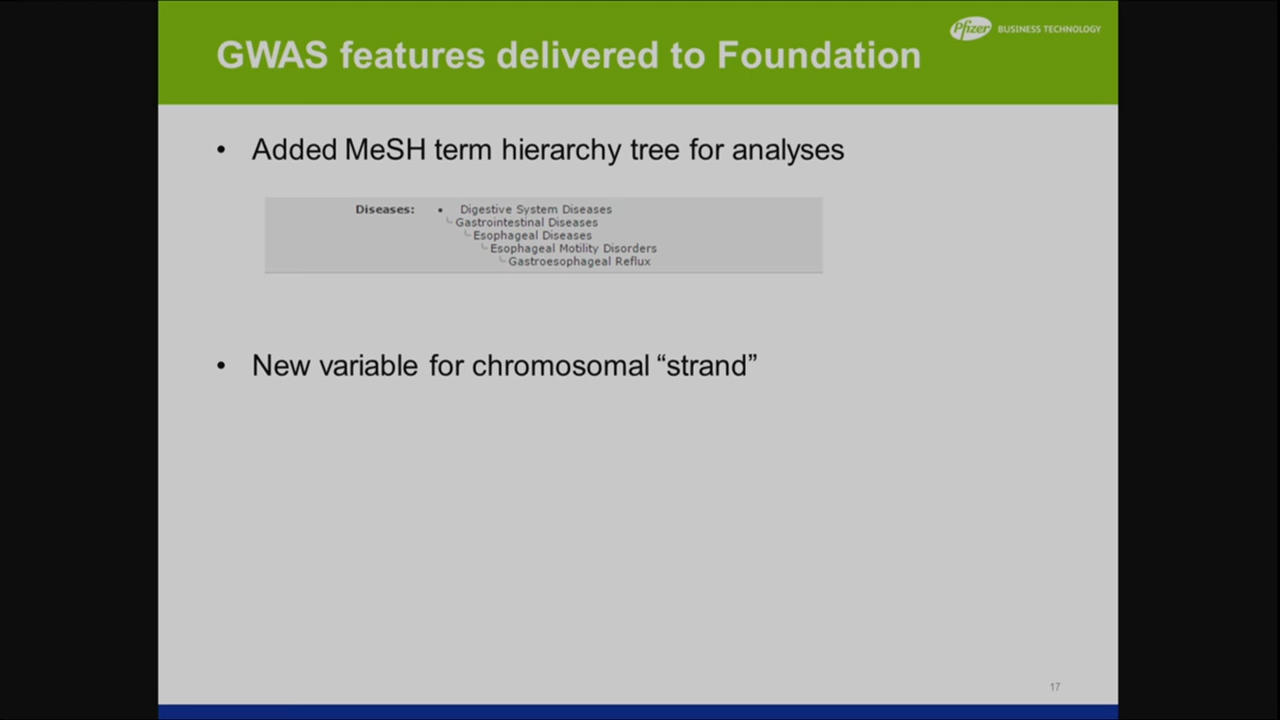 Pfizer BUSINESS TECHNOLOGY
GWAS features delivered to Foundation
• Added MeSH term hierarchy tree for analyses
Diseases: • Digestive System Diseases
Gastrointestinal Diseases
Esophageal Diseases
Esophageal Motility Disorders
Gastroesophageal Reflux
• New variable for chromosomal “strand”
17